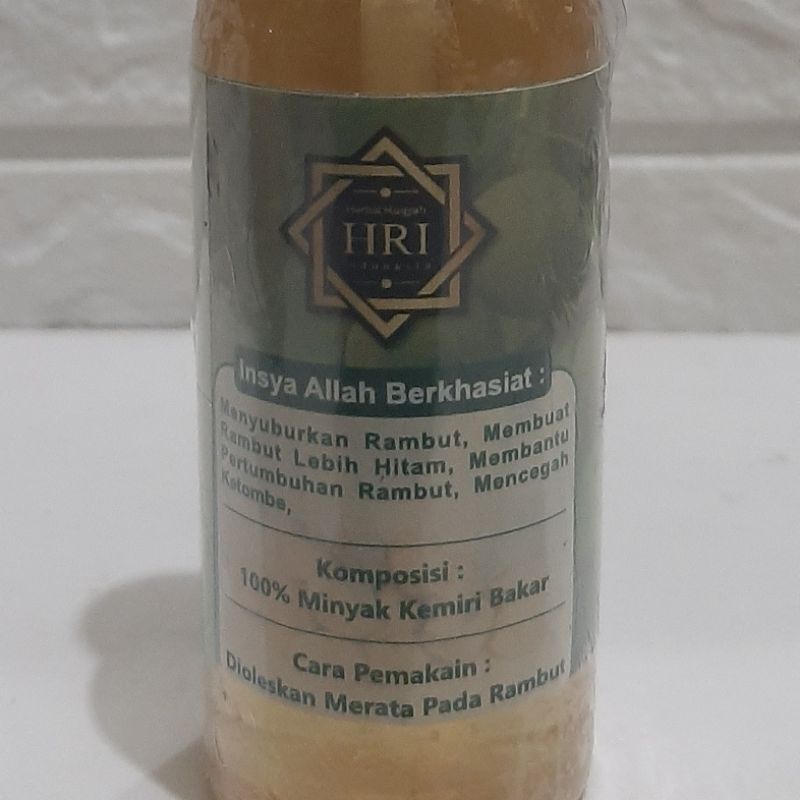 HRI
Insya Allah Berkhasiat :
Menyuburkan Rambut, Membuat
Rambut Lebih Hitam, Membantu
Pertumbuhan Rambut, Mencegah
Ketombe,
Komposisi :
100% Minyak Kemiri Bakar
Cara Pemakain :
Dioleskan Merata Pada Rambut